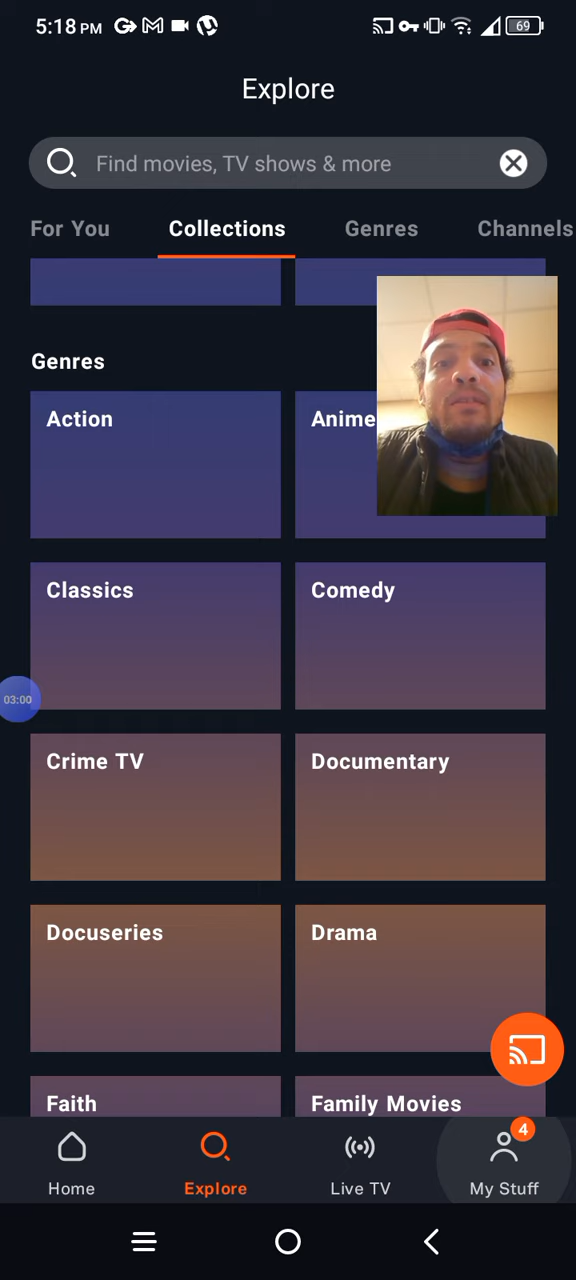 5:18 PM 69
Explore
Find movies, TV shows & more
For You Collections Genres Channels
Genres
Action Anime
Classics Comedy
03:00
Crime TV Documentary
Docuseries Drama
Faith Family Movies
4
Home Explore Live TV My Stuff